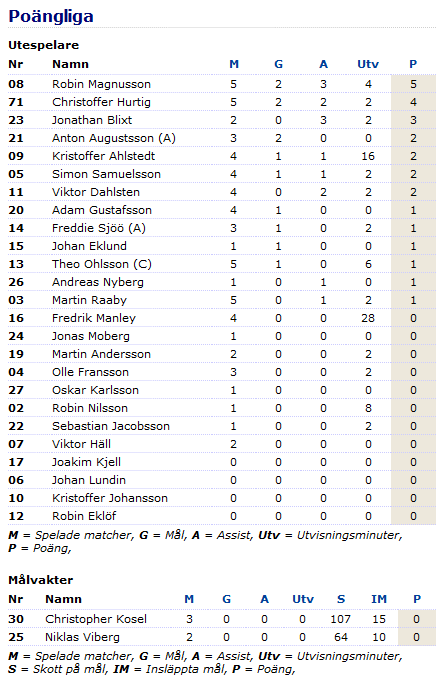 Poängliga
Utespelare
Nr Namn M G A Utv P
08 Robin Magnusson 5 2 3 4 5
71 Christoffer Hurtig 5 2 2 2 4
23 Jonathan Blixt 2 0 3 2 3
21 Anton Augustsson (A) 3 2 0 0 2
09 Kristoffer Ahlstedt 4 1 1 16 2
05 Simon Samuelsson 4 1 1 2 2
11 Viktor Dahlsten 4 0 2 2 2
20 Adam Gustafsson 4 1 0 0 1
14 Freddie Sjöö (A) 3 1 0 2 1
15 Johan Eklund 1 1 0 0 1
13 Theo Ohlsson (C) 5 1 0 6 1
26 Andreas Nyberg 1 0 1 0 1
03 Martin Raaby 5 0 1 2 1
16 Fredrik Manley 4 0 0 28 0
24 Jonas Moberg 1 0 0 0 0
19 Martin Andersson 2 0 0 2 0
04 Olle Fransson 3 0 0 2 0
27 Oskar Karlsson 1 0 0 0 0
02 Robin Nilsson 1 0 0 8 0
22 Sebastian Jacobsson 1 0 0 2 0
07 Viktor Häll 2 0 0 0 0
17 Joakim Kjell 0 0 0 0 0
06 Johan Lundin 0 0 0 0 0
10 Kristoffer Johansson 0 0 0 0 0
12 Robin Eklöf 0 0 0 0 0
M = Spelade matcher, G = Mål, A = Assist, Utv = Utvisningsminuter,
P = Poäng,
Målvakter
Nr Namn M G A Utv S IM P
30 Christopher Kosel 3 0 0 0 107 15 0
25 Niklas Viberg 2 0 0 0 64 10 0
M = Spelade matcher, G = Mål, A = Assist, Utv = Utvisningsminuter,
S = Skott på mål, IM = Insläppta mål, P = Poäng,